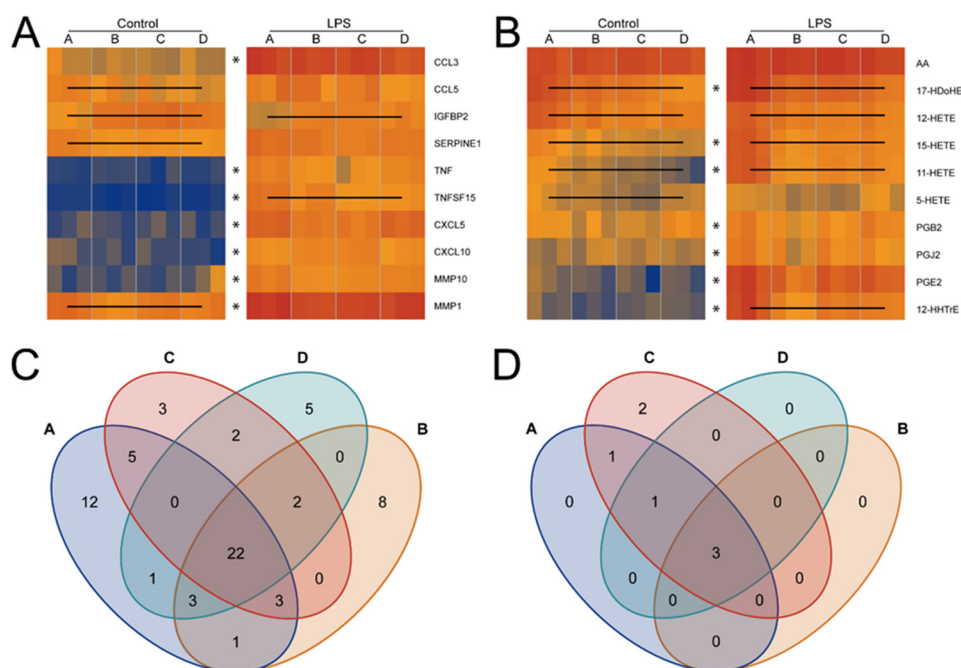 A
Control
LPS
A B C D
A B C D
* CCL3
CCL5
IGFBP2
SERPINE1
* TNF
* TNFSF15
* CXCL5
* CXCL10
* MMP10
* MMP1
B
Control
LPS
A B C D
A B C D
AA
* 17-HDoHE
12-HETE
* 15-HETE
* 11-HETE
5-HETE
* PGB2
* PGJ2
* PGE2
* 12-HHTrE
C
A
C
D
B
3
5
5
2
0
12
0
2
8
22
1
0
3
3
1
D
A
C
D
B
2
0
1
0
0
0
1
0
0
3
0
0
0
0
0